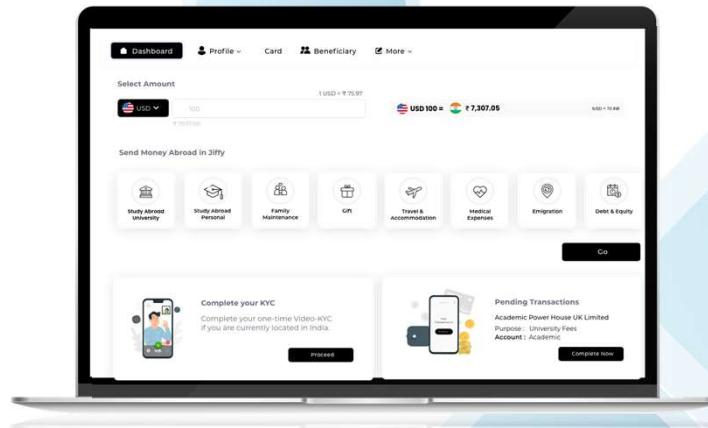 Dashboard Profile Card Beneficiary More
Select Amount
1 USD = ₹ 75.97
USD 100
USD 100 = ₹ 7,307.05
Send Money Abroad in Jiffy
Study Abroad University
Study Abroad Personal
Family Maintenance
Gift
Travel & Accommodation
Medical Expenses
Emigration
Debt & Equity
Go
Complete your KYC
Complete your one-time Video-KYC
if you are currently located in India.
Proceed
Pending Transactions
Academic Power House UK Limited
Purpose : University Fees
Account : Academic
Complete Now